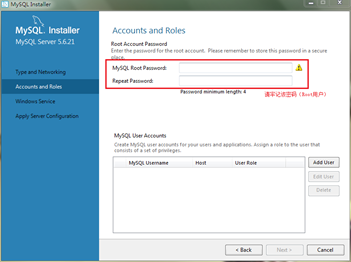 MySQL Installer
MySQL Installer
MySQL Server 5.6.21
Type and Networking
Accounts and Roles
Windows Service
Apply Server Configuration
Accounts and Roles
Root Account Password
Enter the password for the root account. Please remember to store this password in a secure
place.
MySQL Root Password:
Repeat Password:
Password minimum length: 4
请牢记该密码（Root用户）
MySQL User Accounts
Create MySQL user accounts for your users and applications. Assign a role to the user that
consists of a set of privileges.
MySQL Username Host User Role
Add User
Edit User
Delete
< Back
Next >
Cancel